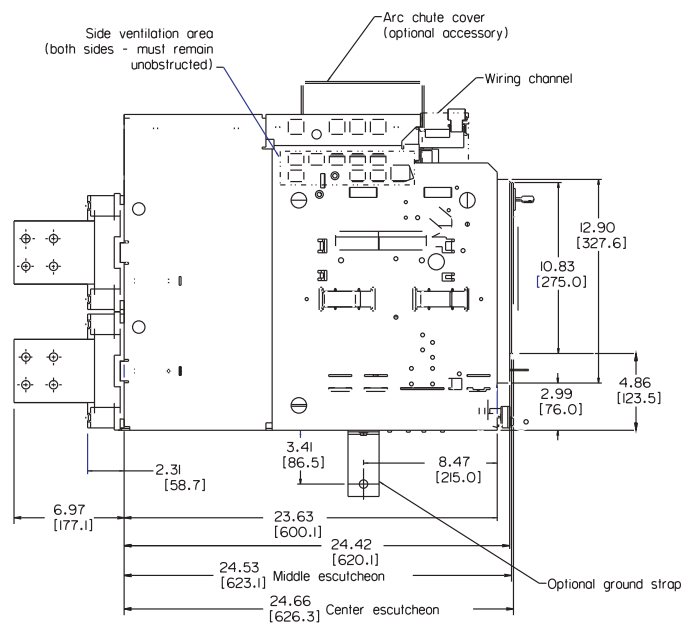 Arc chute cover
(optional accessory)
Side ventilation area
(both sides - must remain
unobstructed)
Wiring channel
12.90
[327.6]
10.83
[275.0]
4.86
[123.5]
2.99
[76.0]
3.41
[86.5]
8.47
[215.0]
2.31
[58.7]
6.97
[177.1]
23.63
[600.1]
24.42
[620.1]
24.53
[623.1] Middle escutcheon
Optional ground strap
24.66
[626.3] Center escutcheon